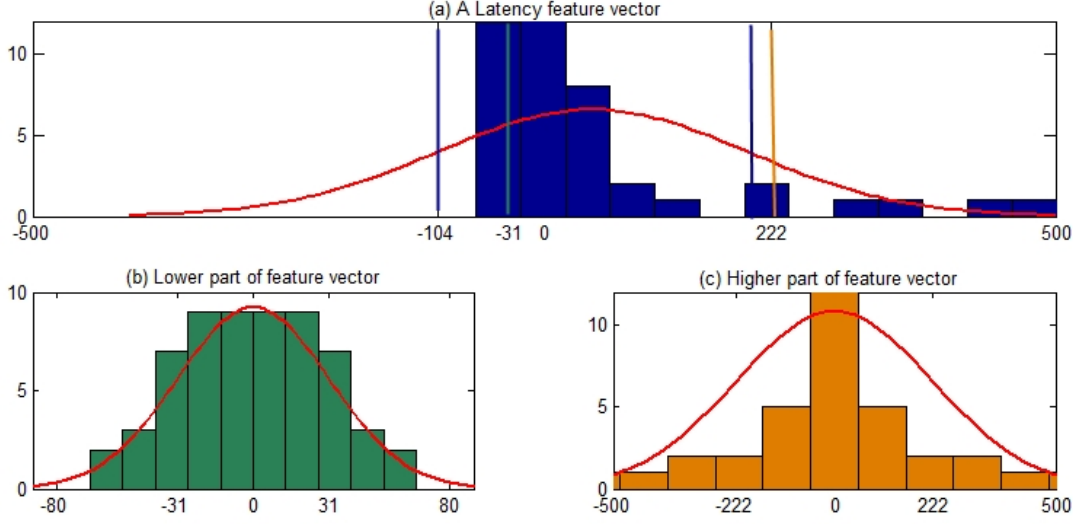 (a) A Latency feature vector
10
5
0
-500 -104 -31 0 222 500
(b) Lower part of feature vector
10
5
0
-80 -31 0 31 80
(c) Higher part of feature vector
10
5
0
-500 -222 0 222 500